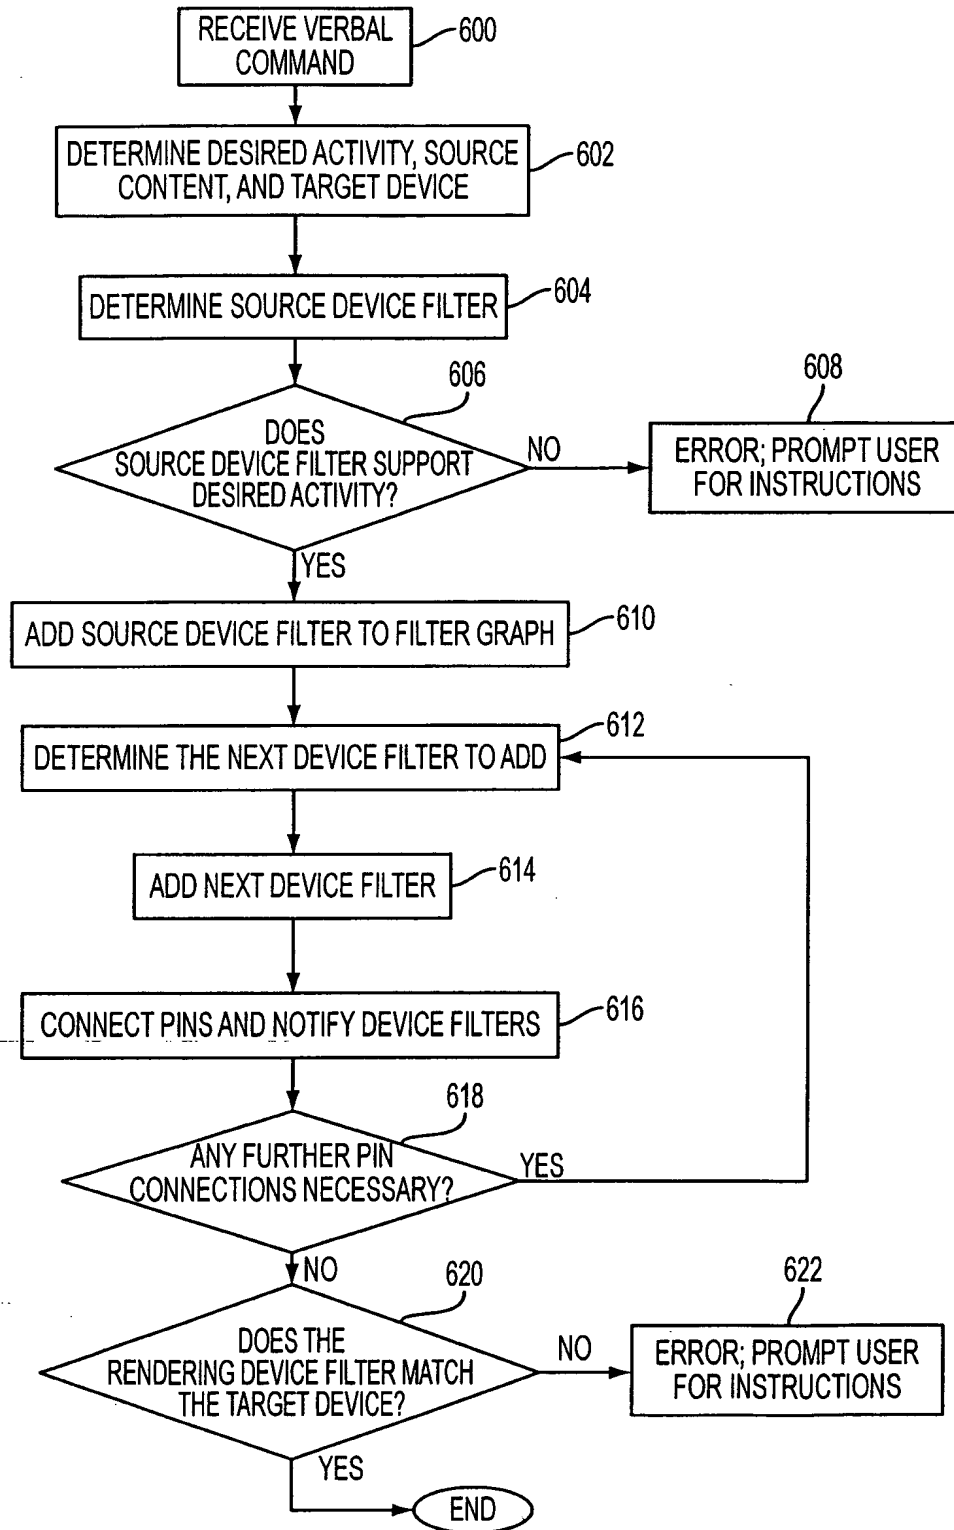 RECEIVE VERBAL
COMMAND
600
DETERMINE DESIRED ACTIVITY, SOURCE
CONTENT, AND TARGET DEVICE
602
DETERMINE SOURCE DEVICE FILTER
604
606
DOES
SOURCE DEVICE FILTER SUPPORT
DESIRED ACTIVITY?
NO
608
ERROR; PROMPT USER
FOR INSTRUCTIONS
YES
ADD SOURCE DEVICE FILTER TO FILTER GRAPH
610
612
DETERMINE THE NEXT DEVICE FILTER TO ADD
ADD NEXT DEVICE FILTER
614
CONNECT PINS AND NOTIFY DEVICE FILTERS
616
618
ANY FURTHER PIN
CONNECTIONS NECESSARY?
YES
NO
620
DOES THE
RENDERING DEVICE FILTER MATCH
THE TARGET DEVICE?
NO
622
ERROR; PROMPT USER
FOR INSTRUCTIONS
YES
END